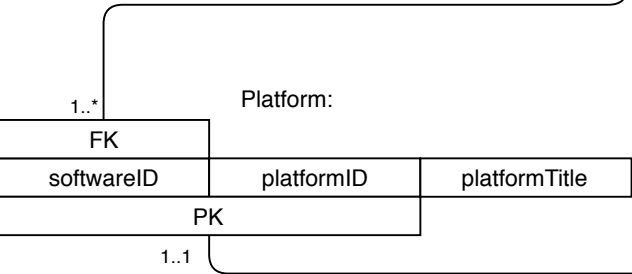 Platform:
1..*
FK
softwareID platformID platformTitle
PK
1..1